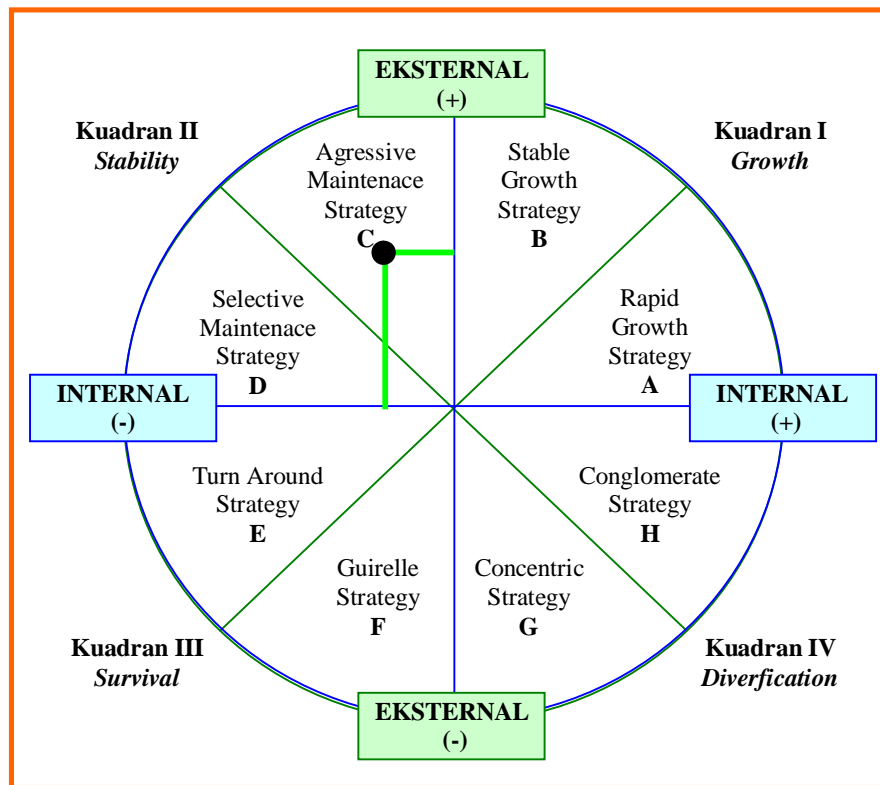 EKSTERNAL
(+)
Kuadran II
Stability
Kuadran I
Growth
Agressive
Maintenace
Strategy
C
Stable
Growth
Strategy
B
Selective
Maintenace
Strategy
D
Rapid
Growth
Strategy
A
INTERNAL
(-)
INTERNAL
(+)
Turn Around
Strategy
E
Conglomerate
Strategy
H
Guirelle
Strategy
F
Concentric
Strategy
G
Kuadran III
Survival
Kuadran IV
Diverfication
EKSTERNAL
(-)